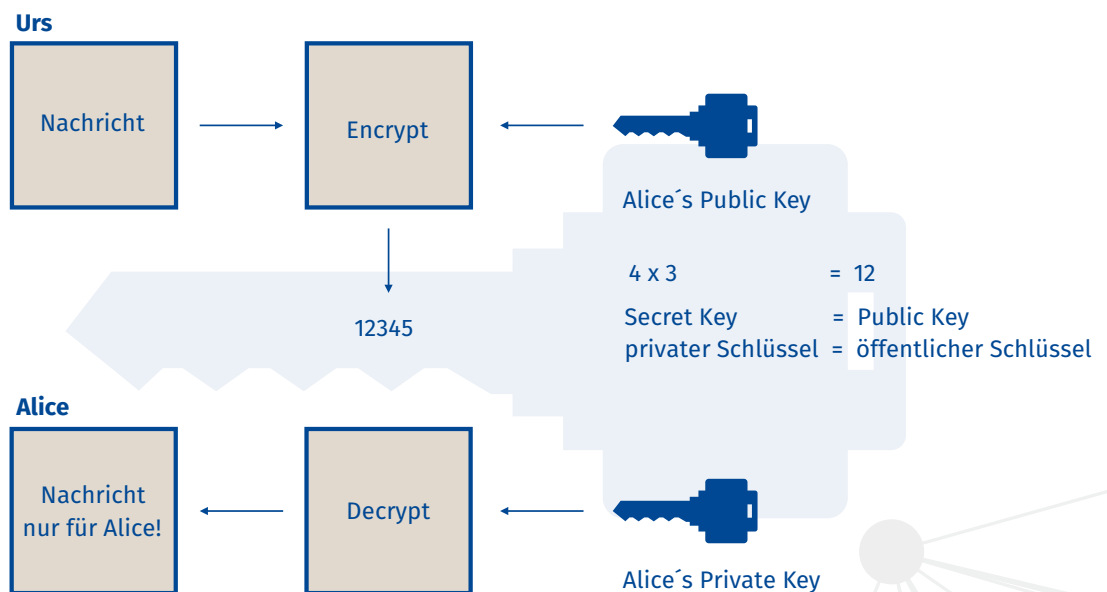 Urs
Nachricht
Encrypt
Alice´s Public Key
4 x 3 = 12
Secret Key = Public Key
privater Schlüssel = öffentlicher Schlüssel
12345
Alice
Nachricht
nur für Alice!
Decrypt
Alice´s Private Key